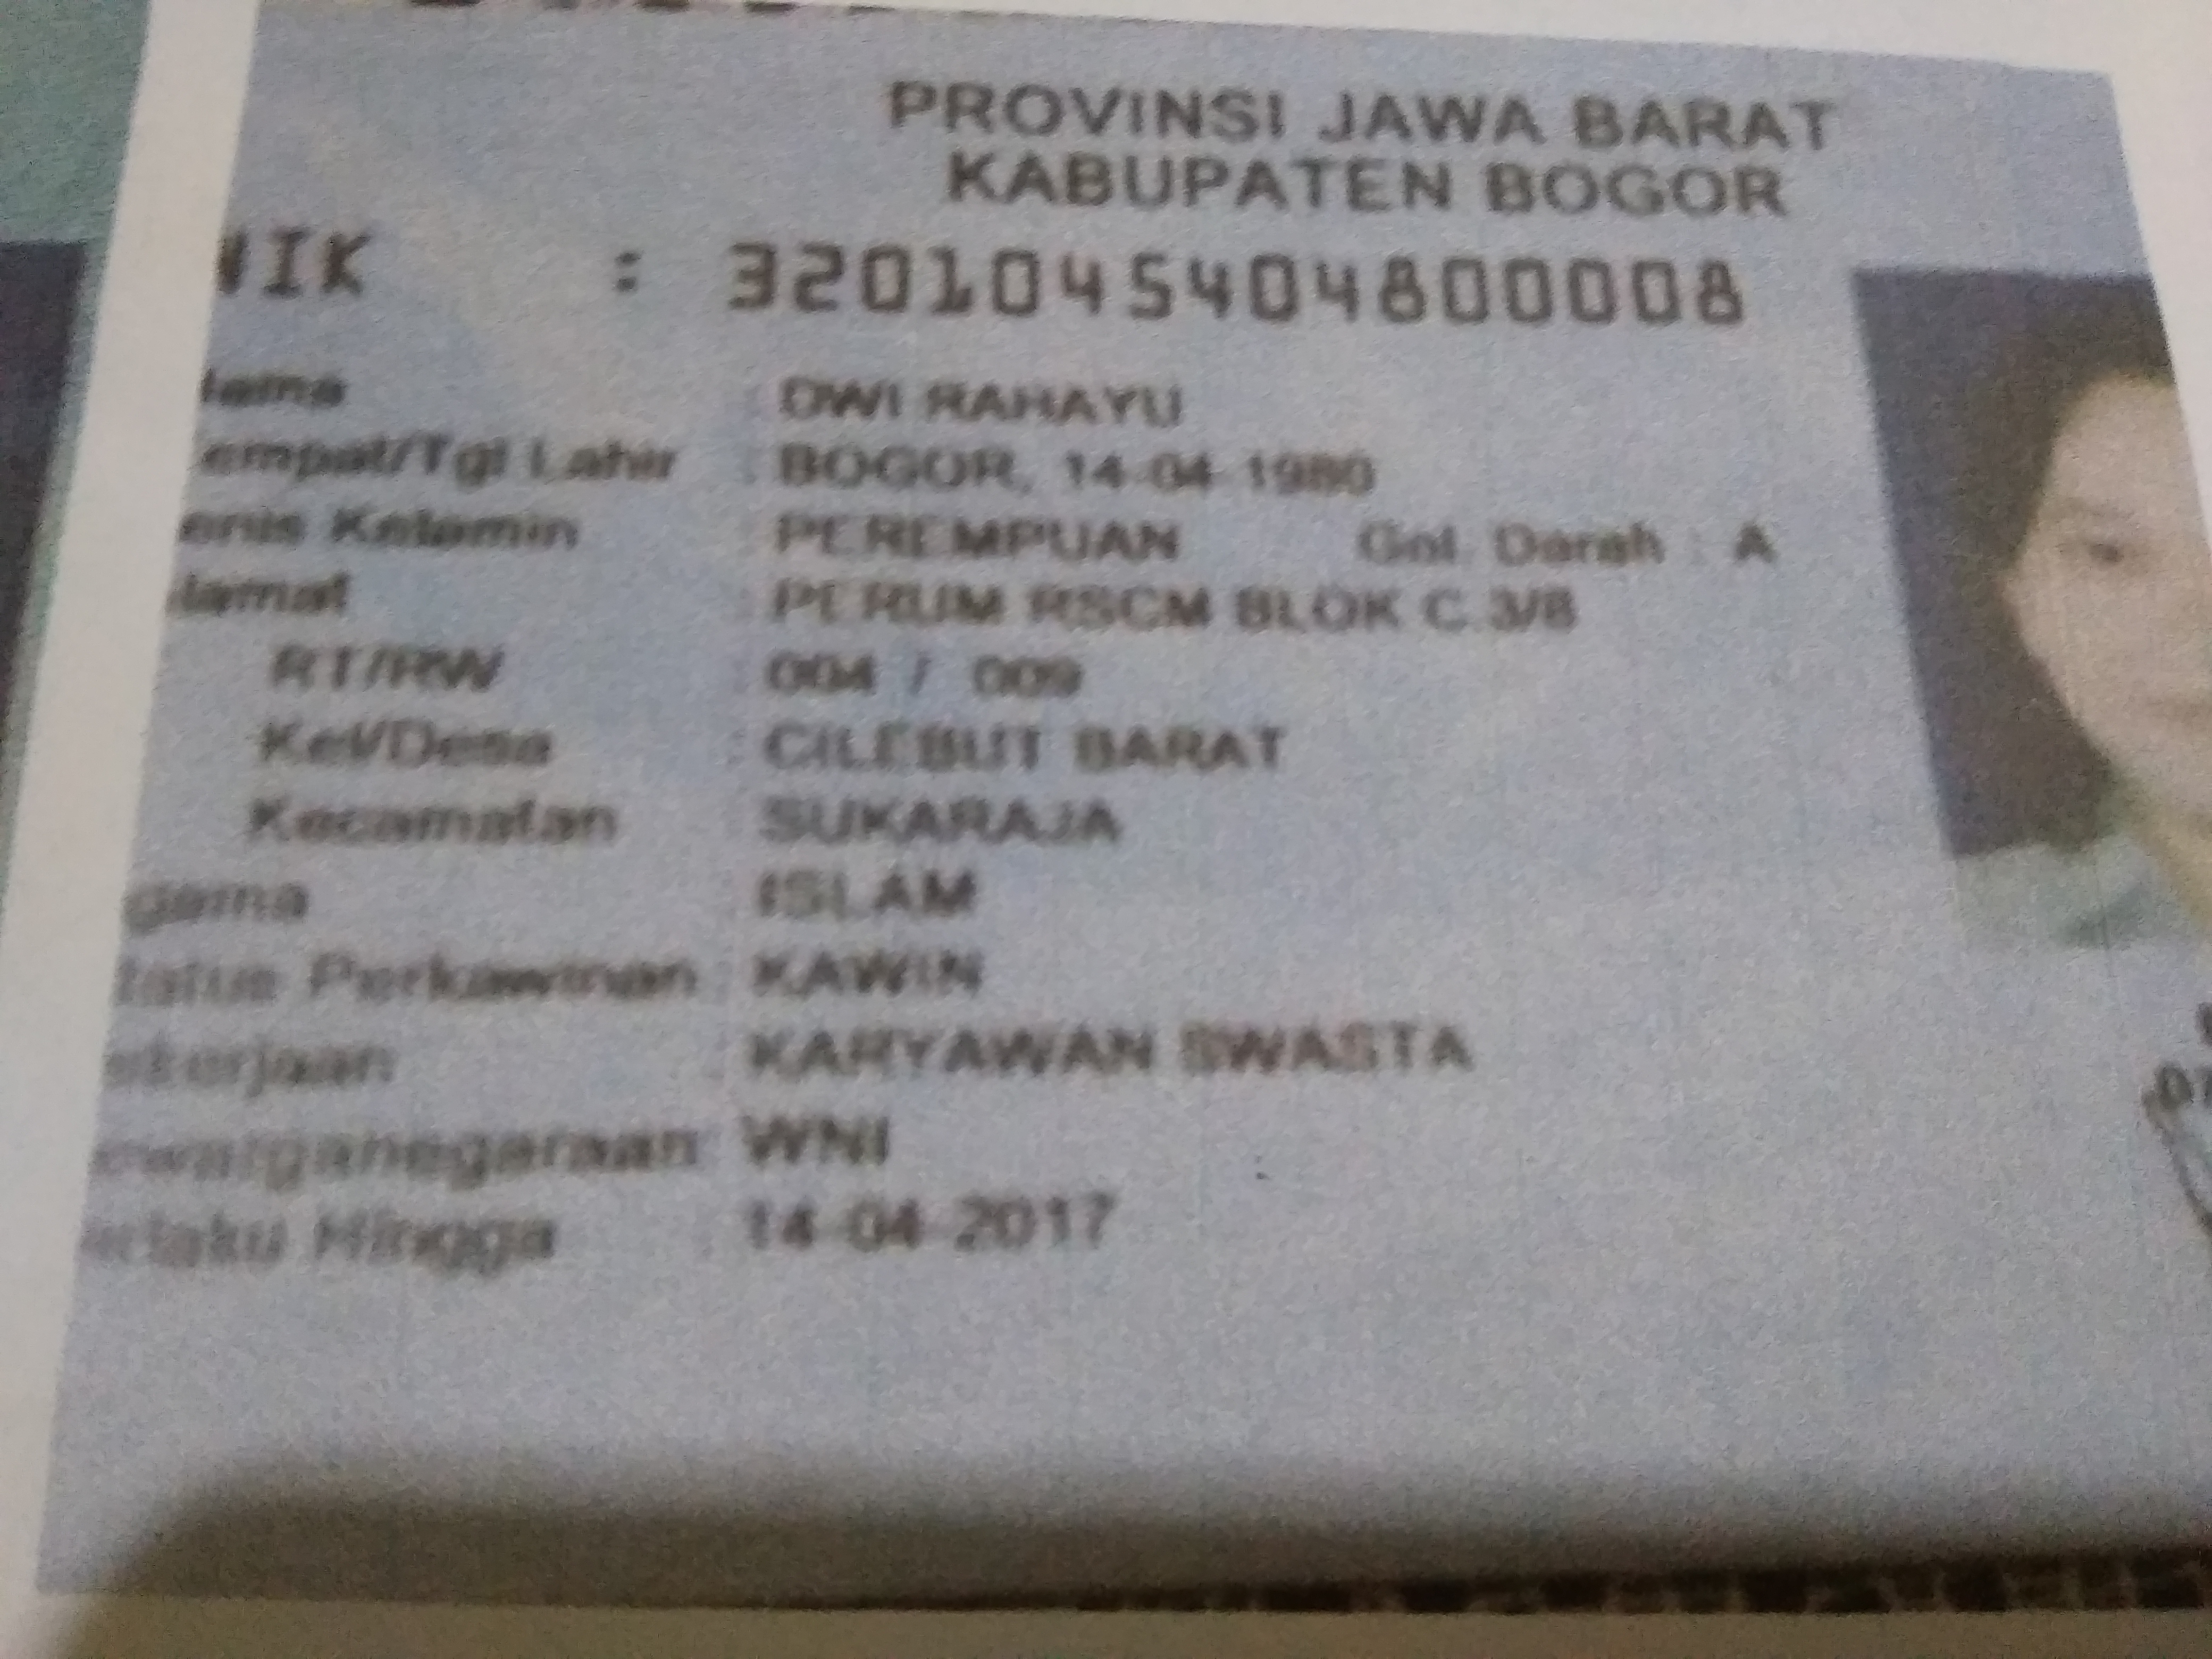 PROVINSI JAWA BARAT
KABUPATEN BOGOR
NIK : 3201045404800008
Nama : DWI RAHAYU
Tempat/Tgl Lahir : BOGOR, 14-04-1980
Jenis Kelamin : PEREMPUAN Gol. Darah : A
Alamat : PERUM RSCM BLOK C.3/8
RT/RW : 004 / 009
Kel/Desa : CILEBUT BARAT
Kecamatan : SUKARAJA
Agama : ISLAM
Status Perkawinan : KAWIN
Pekerjaan : KARYAWAN SWASTA
Kewarganegaraan : WNI
Berlaku Hingga : 14-04-2017